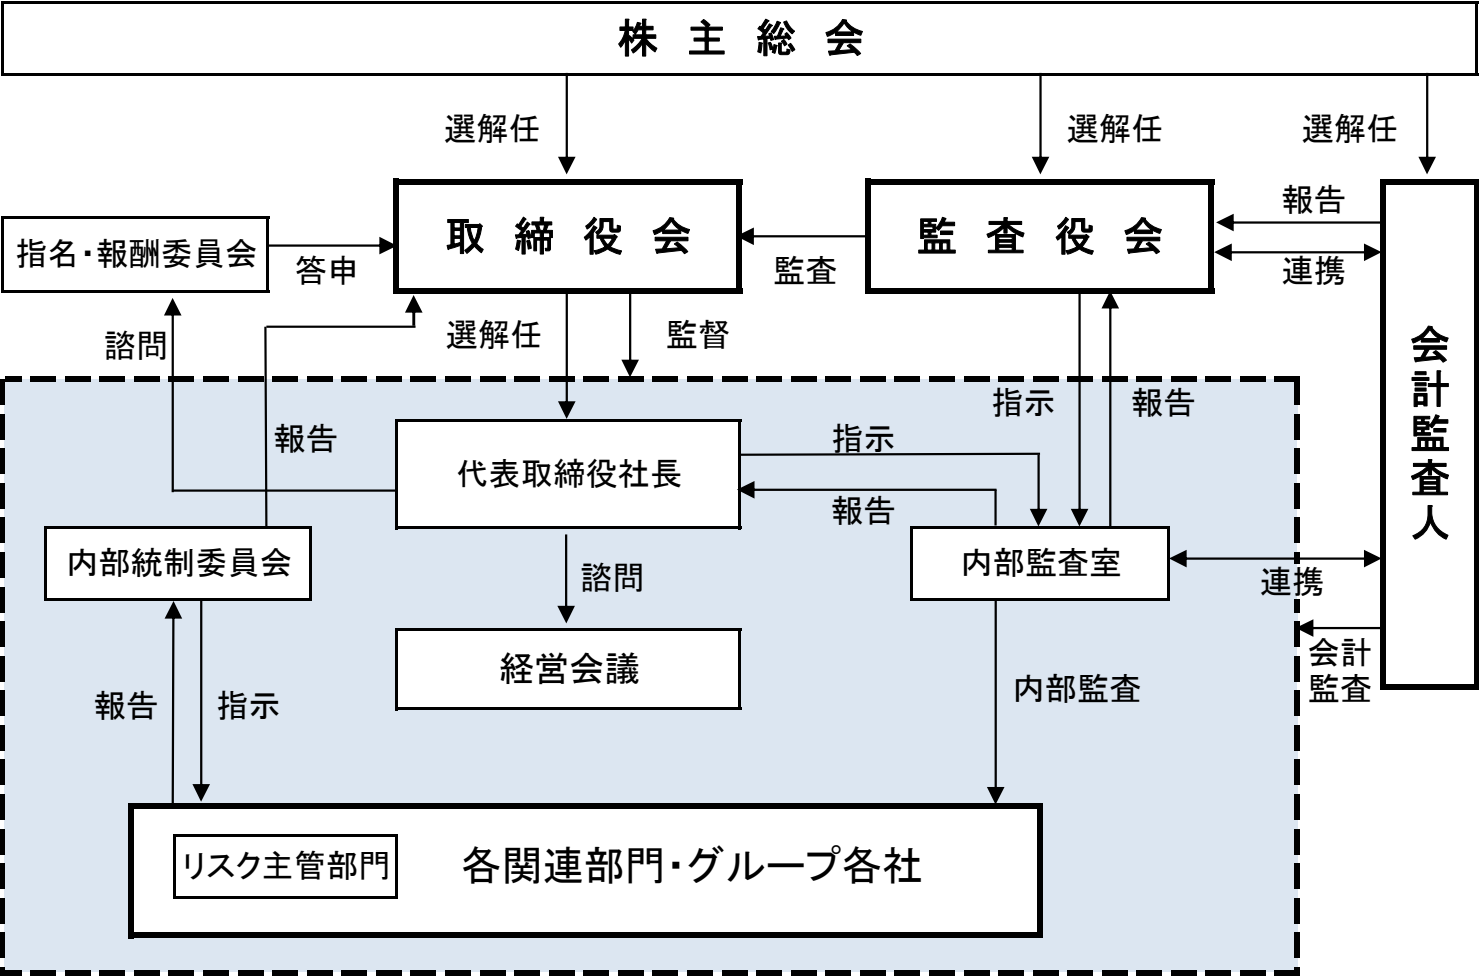 株主総会
選解任
選解任
選解任
取締役会
監査役会
報告
指名・報酬委員会
答申
監査
連携
諮問
選解任
監督
会計監査人
指示
報告
報告
代表取締役社長
指示
報告
内部統制委員会
内部監査室
諮問
連携
経営会議
会計
監査
報告
指示
内部監査
リスク主管部門
各関連部門・グループ各社